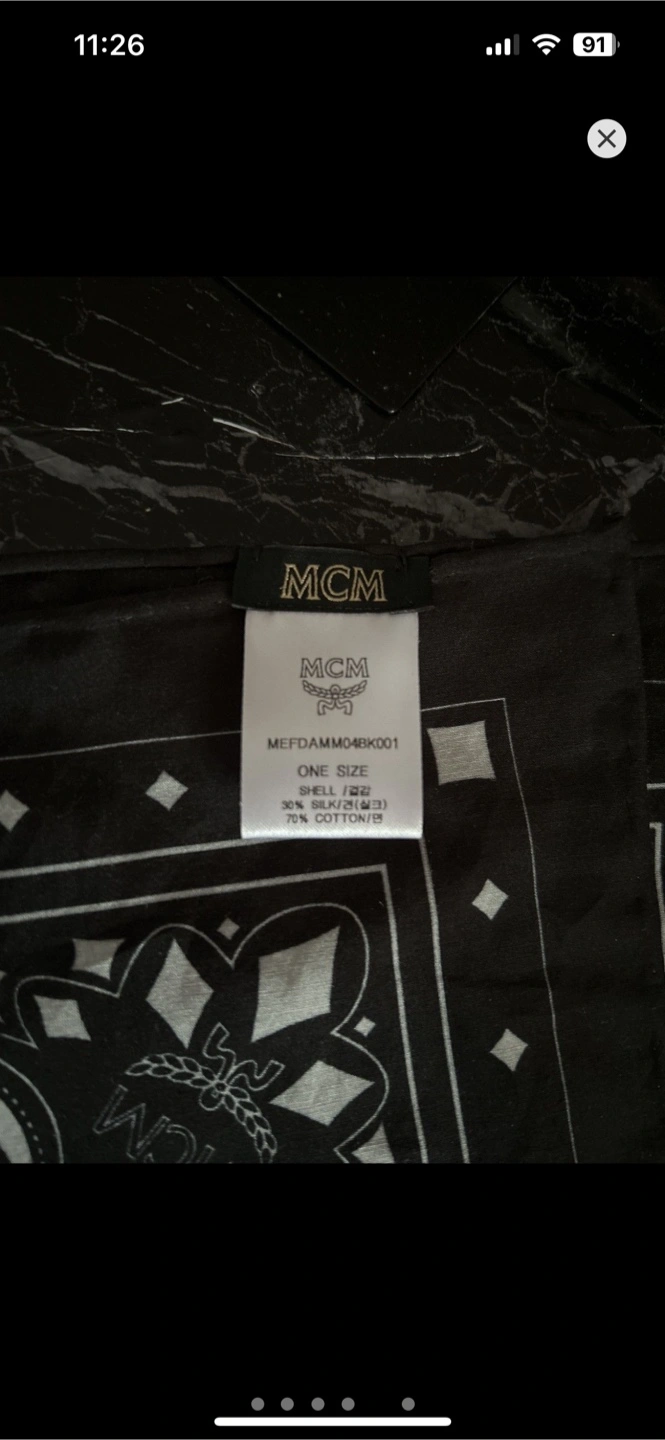 11:26
91
MCM
MCM
MEFDAMM04BK001
ONE SIZE
SHELL /겉감
30% SILK/견(실크)
70% COTTON/면
MCM